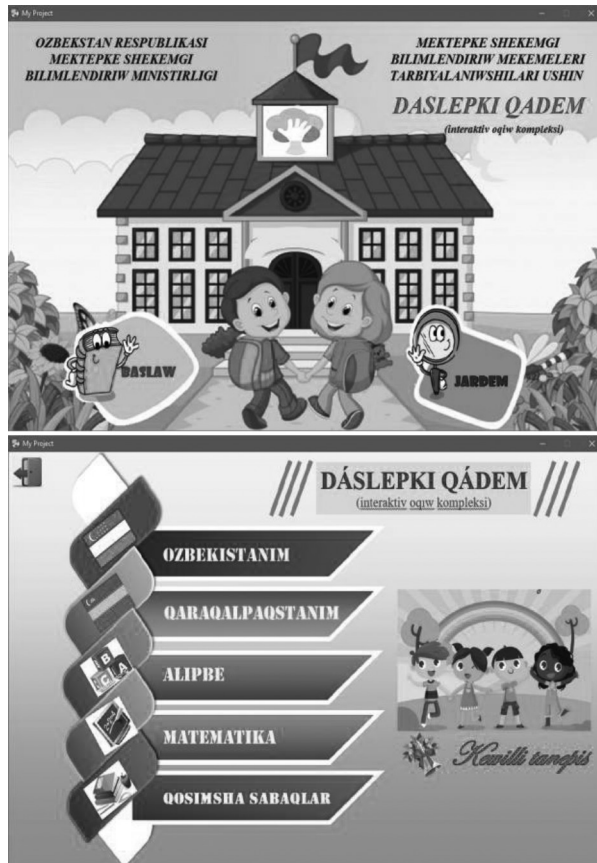 My Project
OZBEKSTAN RESPUBLIKASI
MEKTEPKE SHEKEMGI
BILIMLENDIRIW MINISTIRLIGI
MEKTEPKE SHEKEMGI
BILIMLENDIRIW MEKEMELERI
TARBIYALANIWSHILARI USHIN
DASLEPKI QADEM
(interaktiv oqiw kompleksi)
BASLAW
JARDEM
My Project
DÁSLEPKI QÁDEM
(interaktiv oqıw kompleksi)
OZBEKISTANIM
QARAQALPAQSTANIM
ALIPBE
MATEMATIKA
QOSIMSHA SABAQLAR
Kewilli tanepis